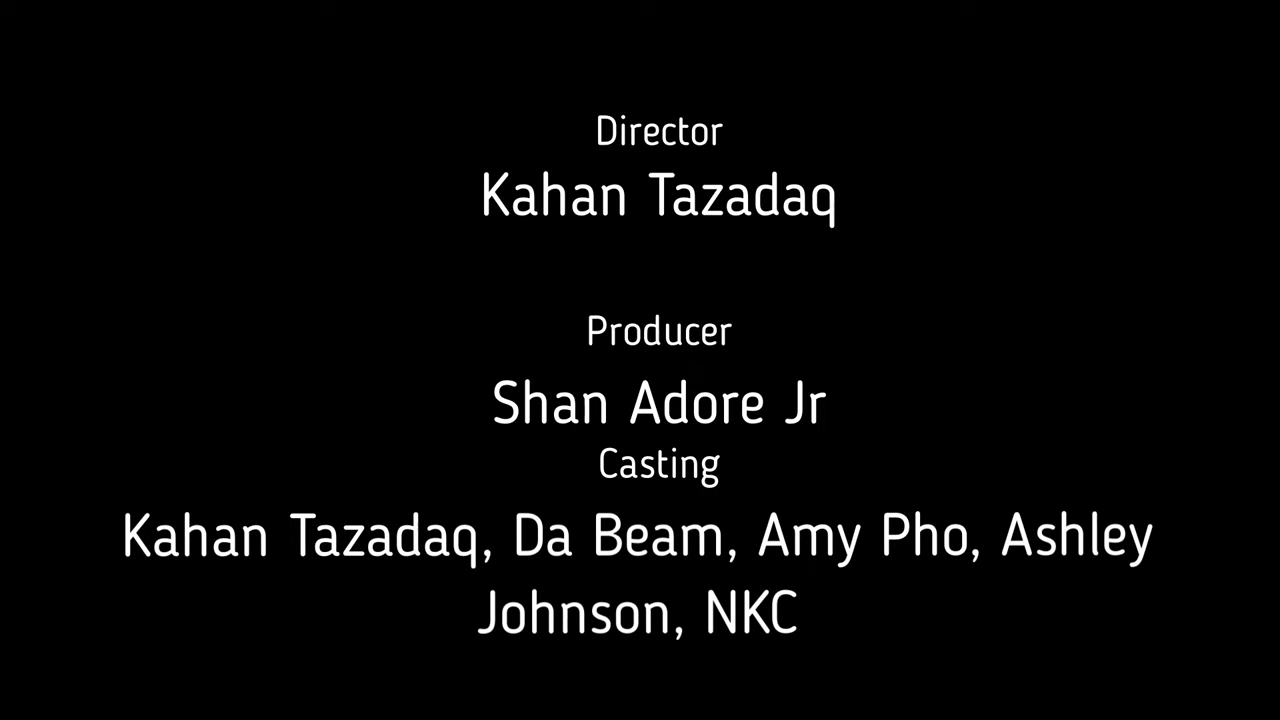 Director
Kahan Tazadaq
Producer
Shan Adore Jr
Casting
Kahan Tazadaq, Da Beam, Amy Pho, Ashley
Johnson, NKC